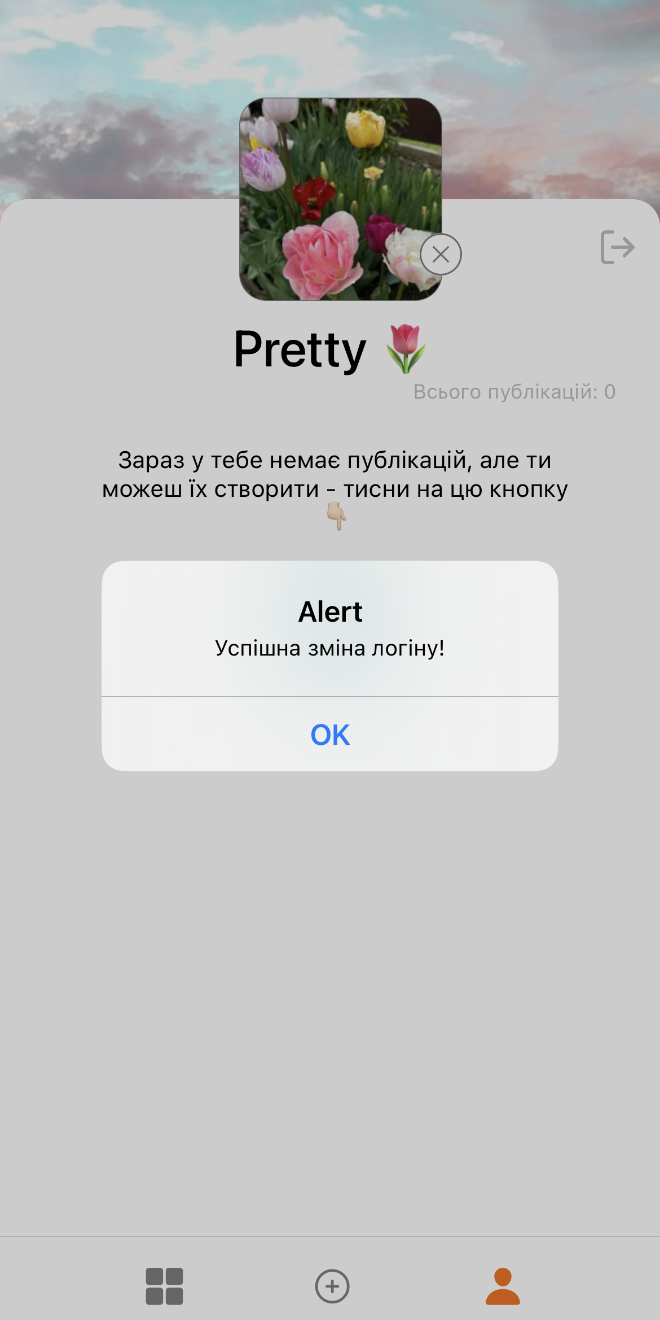 Pretty 🌷
Всього публікацій: 0
Зараз у тебе немає публікацій, але ти
можеш їх створити - тисни на цю кнопку
👇🏼
Alert
Успішна зміна логіну!
OK